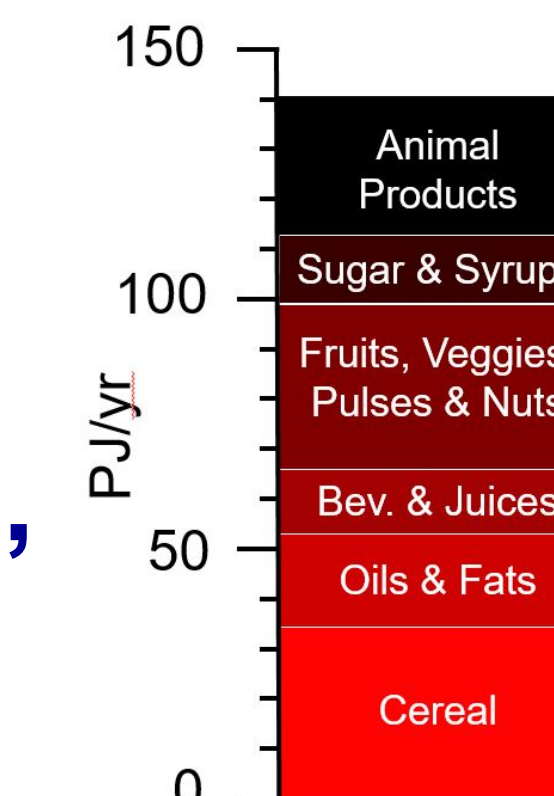 150
Animal
Products
Sugar & Syrup
100
Fruits, Veggies
Pulses & Nuts
PJ/yr
Bev. & Juices
,
50
Oils & Fats
Cereal
0